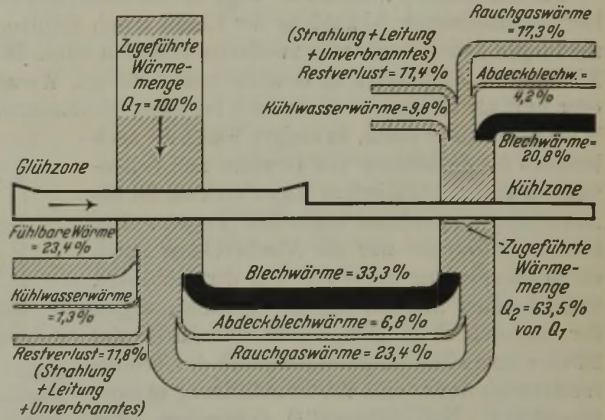 Zugeführte
Wärme-
menge
Q₁=100%
(Strahlung+Leitung
+Unverbranntes)
Restverlust=11,4%
Kühlwasserwärme=9,8%
Rauchgaswärme
=17,3%
Abdeckblechw.=
4,2%
Blechwärme=
20,8%
Glühzone
Kühlzone
Fühlbare Wärme
=23,4%
Kühlwasserwärme
=1,3%
Restverlust=11,8%
(Strahlung
+Leitung
+Unverbranntes)
Blechwärme=33,3%
Abdeckblechwärme=6,8%
Rauchgaswärme=23,4%
Zugeführte
Wärme-
menge
Q₂=63,5%
von Q₁